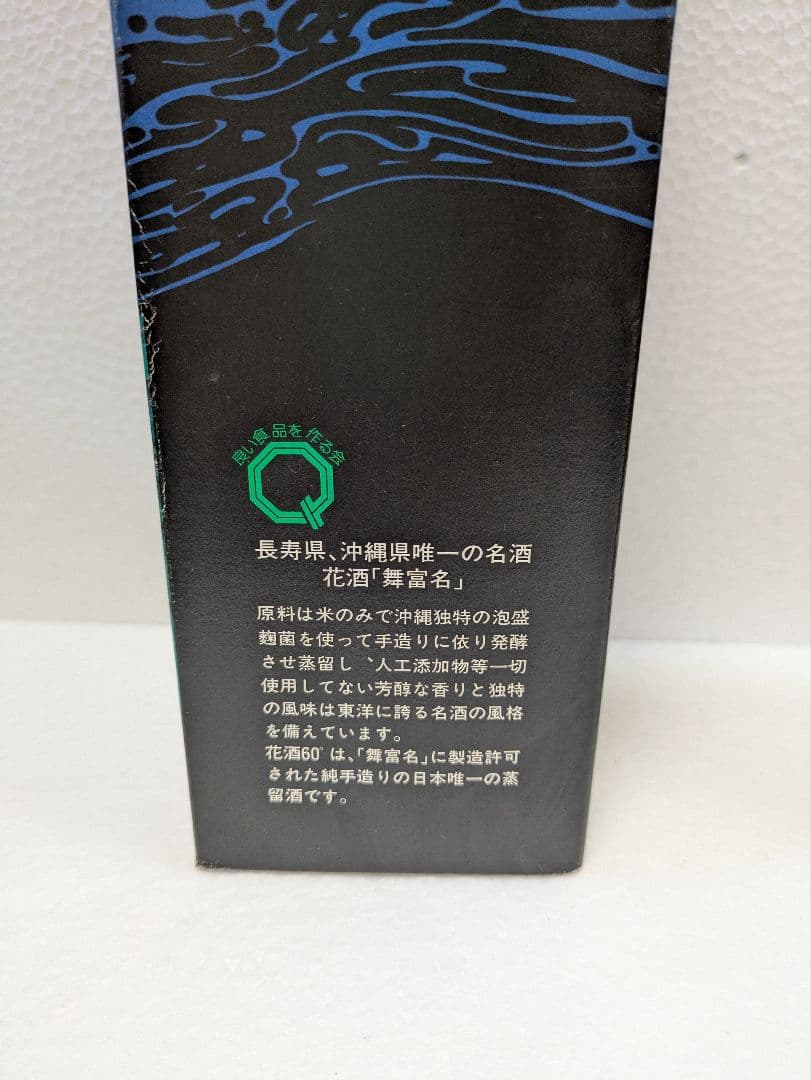 良い食品を作る会
長寿県、沖縄県唯一の名酒
花酒「舞富名」
原料は米のみで沖縄独特の泡盛
麹菌を使って手造りに依り発酵
させ蒸留し、人工添加物等一切
使用してない芳醇な香りと独特
の風味は東洋に誇る名酒の風格
を備えています。
花酒60°は、「舞富名」に製造許可
された純手造りの日本唯一の蒸
留酒です。